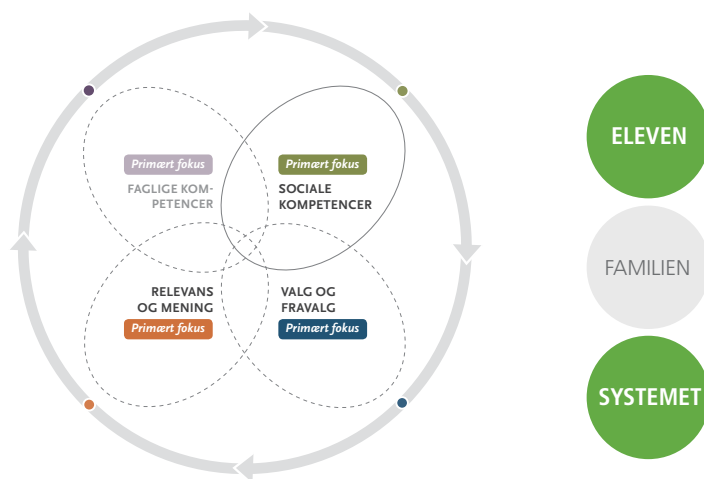 Primært fokus
FAGLIGE KOM-
PETENCER
Primært fokus
SOCIALE
KOMPETENCER
RELEVANS
OG MENING
Primært fokus
VALG OG
FRAVALG
Primært fokus
ELEVEN
FAMILIEN
SYSTEMET